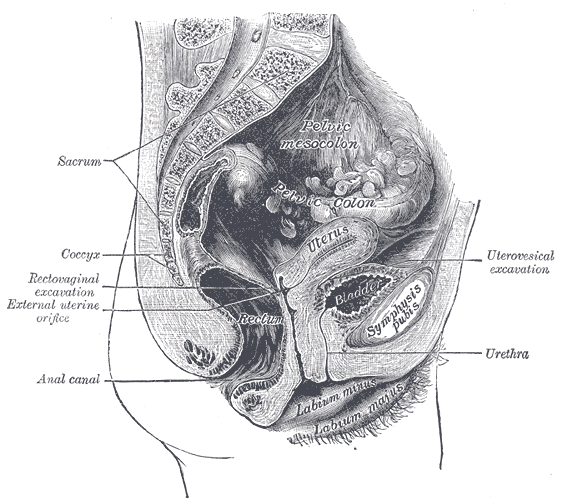 Pelvic
mesocolon
Sacrum
Pelvic Colon
Uterus
Coccyx
Uterovesical
excavation
Rectovaginal
excavation
External uterine
orifice
Bladder
Rectum
Symphysis
pubis
Urethra
Anal canal
Labium minus
Labium majus